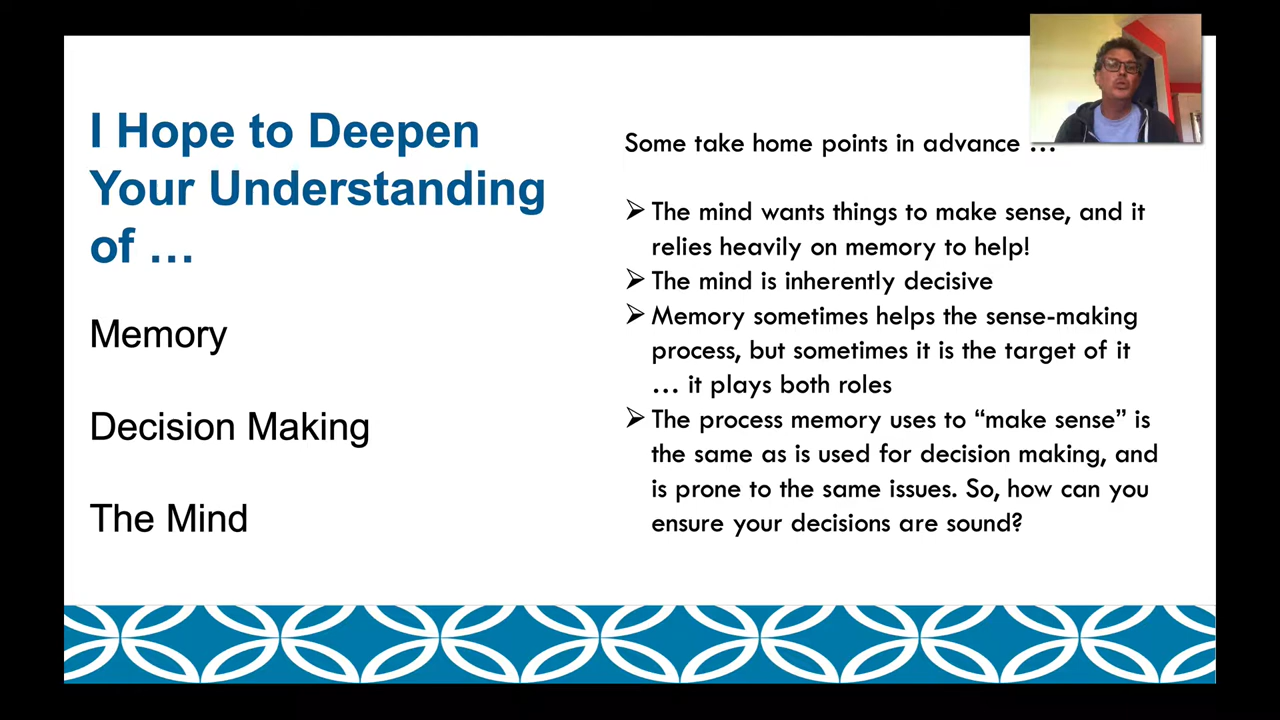 I Hope to Deepen
Your Understanding
of …
Memory
Decision Making
The Mind
Some take home points in advance …
The mind wants things to make sense, and it
relies heavily on memory to help!
The mind is inherently decisive
Memory sometimes helps the sense-making
process, but sometimes it is the target of it
… it plays both roles
The process memory uses to “make sense” is
the same as is used for decision making, and
is prone to the same issues. So, how can you
ensure your decisions are sound?